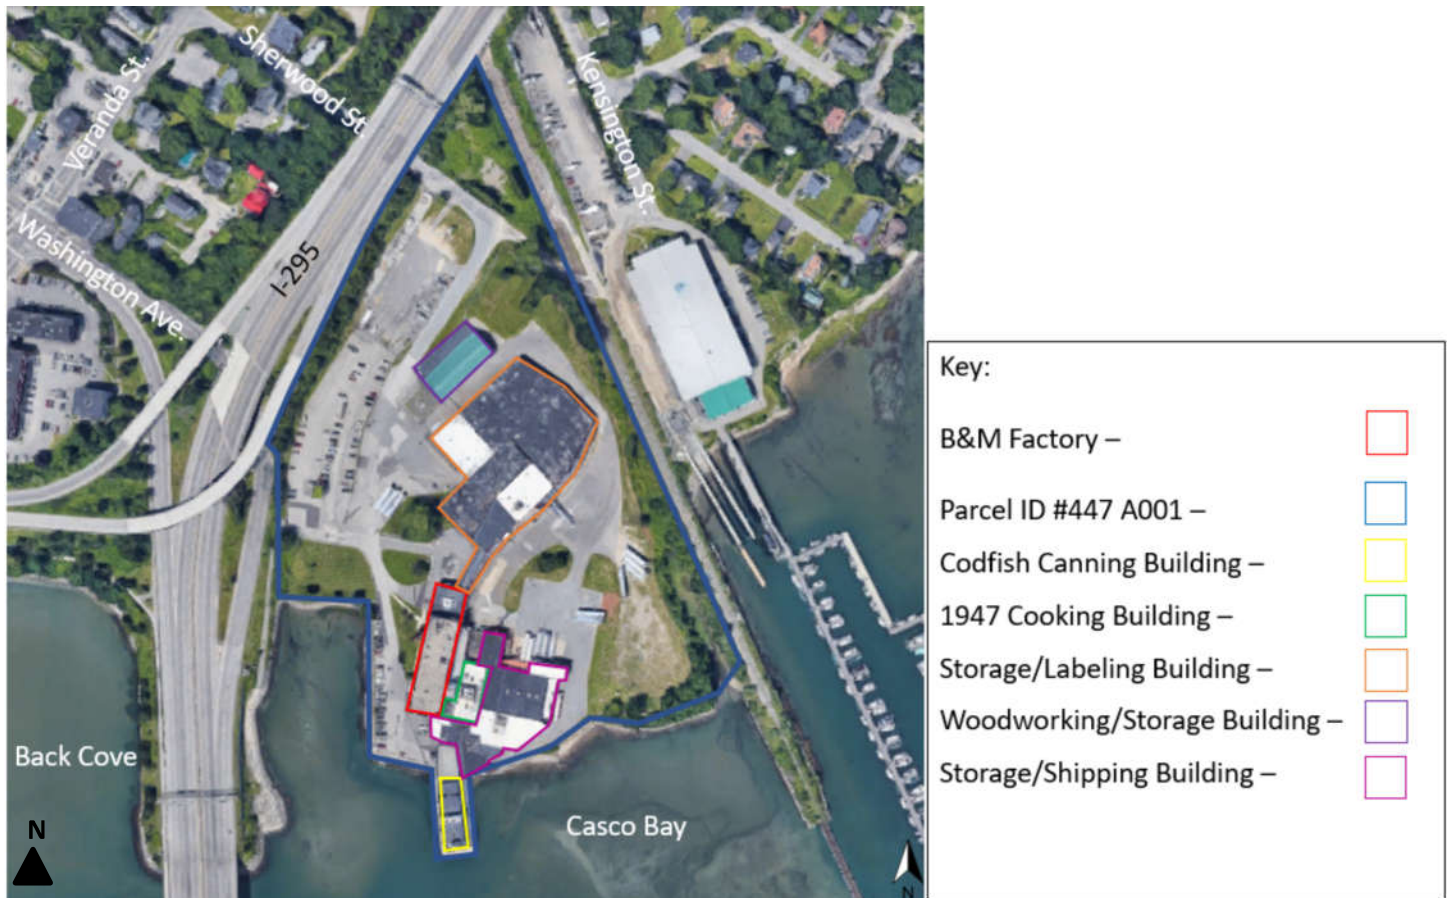 Sherwood St.
Veranda St.
Kensington St.
Washington Ave.
I-295
Back Cove
Casco Bay
N
N
Key:
B&M Factory –
Parcel ID #447 A001 –
Codfish Canning Building –
1947 Cooking Building –
Storage/Labeling Building –
Woodworking/Storage Building –
Storage/Shipping Building –